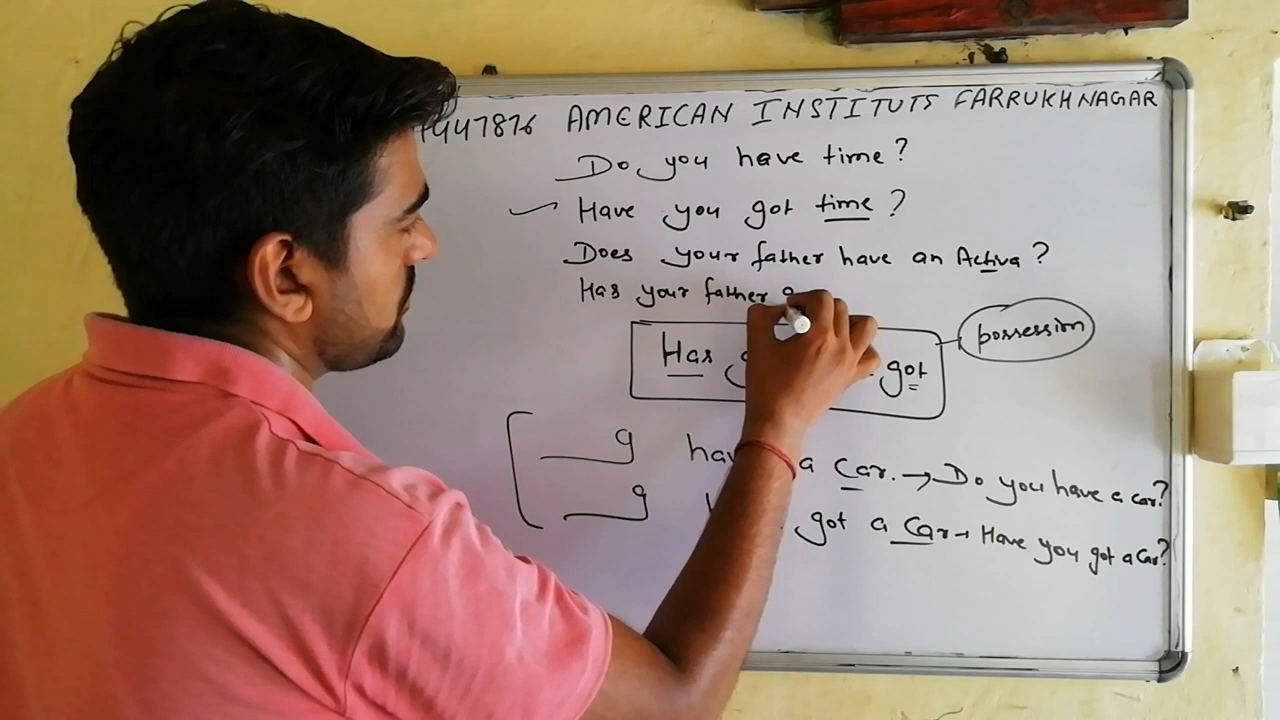 AMERICAN INSTITUTS FARRUKHNAGAR
Do you have time?
Have you got time?
Does your father have an Activa?
Has your father
Has got
possession
a car. → Do you have a car?
got a car → Have you got a car?